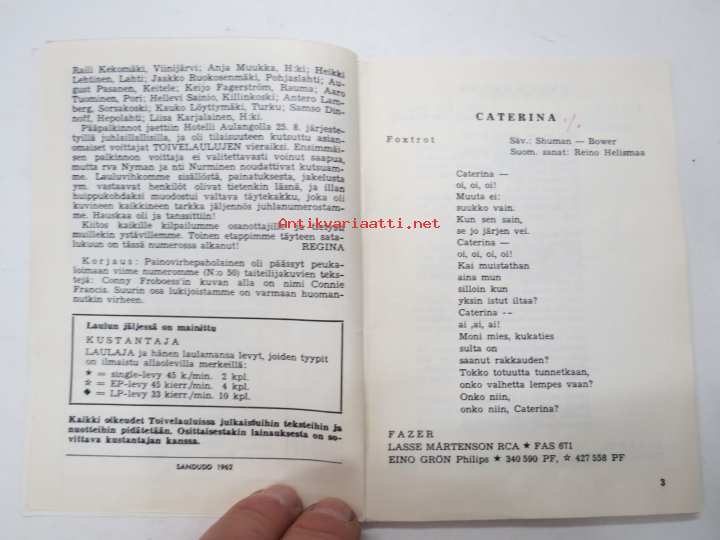 Raili Kekomäki, Viinijärvi; Anja Muukka, H:ki; Heikki
Lehtinen, Lahti; Jaakko Ruokosenmäki, Pohjaslahti; Au-
gust Pasanen, Keitele; Keijo Fagerström, Rauma; Aaro
Tuominen, Pori; Hellevi Sainio, Killinkoski; Antero Lam-
berg, Sorsakoski; Kauko Löyttymäki, Turku; Samso Dim-
noff, Hepolahti; Liisa Karjalainen, H:ki.
Pääpalkinnot jaettiin Hotelli Aulangolla 25. 8. järjeste-
tyillä juhlaillallisilla, ja oli tilaisuuteen kutsuttu asian-
omaiset voittajat TOIVELAULUJEN vieraiksi. Ensimmäi-
sen palkinnon voittaja ei valitettavasti voinut saapua,
mutta rva Nyman ja nti Nurminen noudattivat kutsuam-
me. Lauluvihkomme sisällöstä, painatuksesta, jakelusta
ym. vastaavat henkilöt olivat tietenkin läsnä, ja illan
huippukohdaksi muodostui valtava täytekakku, joka oli
kuvineen kaikkineen tarkka jäljennös juhlanumerostam-
me. Hauskaa oli ja tanssittiin!
Kiitos kaikille kilpailumme osanottajille ja tietysti
muillekin ystävillemme. Toinen etappimme täyteen sata-
lukuun on tässä numerossa alkanut! REGINA
Korjaus: Painovirhepaholainen oli päässyt peuka-
loimaan viime numeromme (N:o 50) taiteilijakuvien teks-
tejä: Conny Froboess'in kuvan alla on nimi Connie
Francis. Suurin osa lukijoistamme on varmaan huoman-
nutkin virheen.
Laulun jäljessä on mainittu
KUSTANTAJA
LAULAJA ja hänen laulamansa levyt, joiden tyypit
on ilmaistu allaolevilla merkeillä:
★ = single-levy 45 k./min. 2 kpl.
☆ = EP-levy 45 kierr./min. 4 kpl.
◆ = LP-levy 33 kierr/min. 10 kpl.
Kaikki oikeudet Toivelauluissa julkaistuihin teksteihin ja
nuotteihin pidätetään. Osittaisestakin lainauksesta on so-
vittava kustantajan kanssa.
SANDUDD 1962
CATERINA
Foxtrot
Säv.: Shuman — Bower
Suom. sanat: Reino Helismaa
Caterina —
oi, oi, oi!
Muuta ei:
suukko vain.
Kun sen sain,
se jo järjen vei.
Caterina —
oi, oi, oi, oi!
Kai muistathan
aina mun
silloin kun
yksin istut iltaa?
Caterina —
ai, ai, ai!
Moni mies, kukaties
sulta on
saanut rakkauden?
Tokko totuutta tunnetkaan,
onko valhetta lempes vaan?
Onko niin,
onko niin, Caterina?
FAZER
LASSE MÅRTENSON RCA ★ FAS 671
EINO GRÖN Philips ★ 340 590 PF, ☆ 427 558 PF
3
Antikvariaatti.net